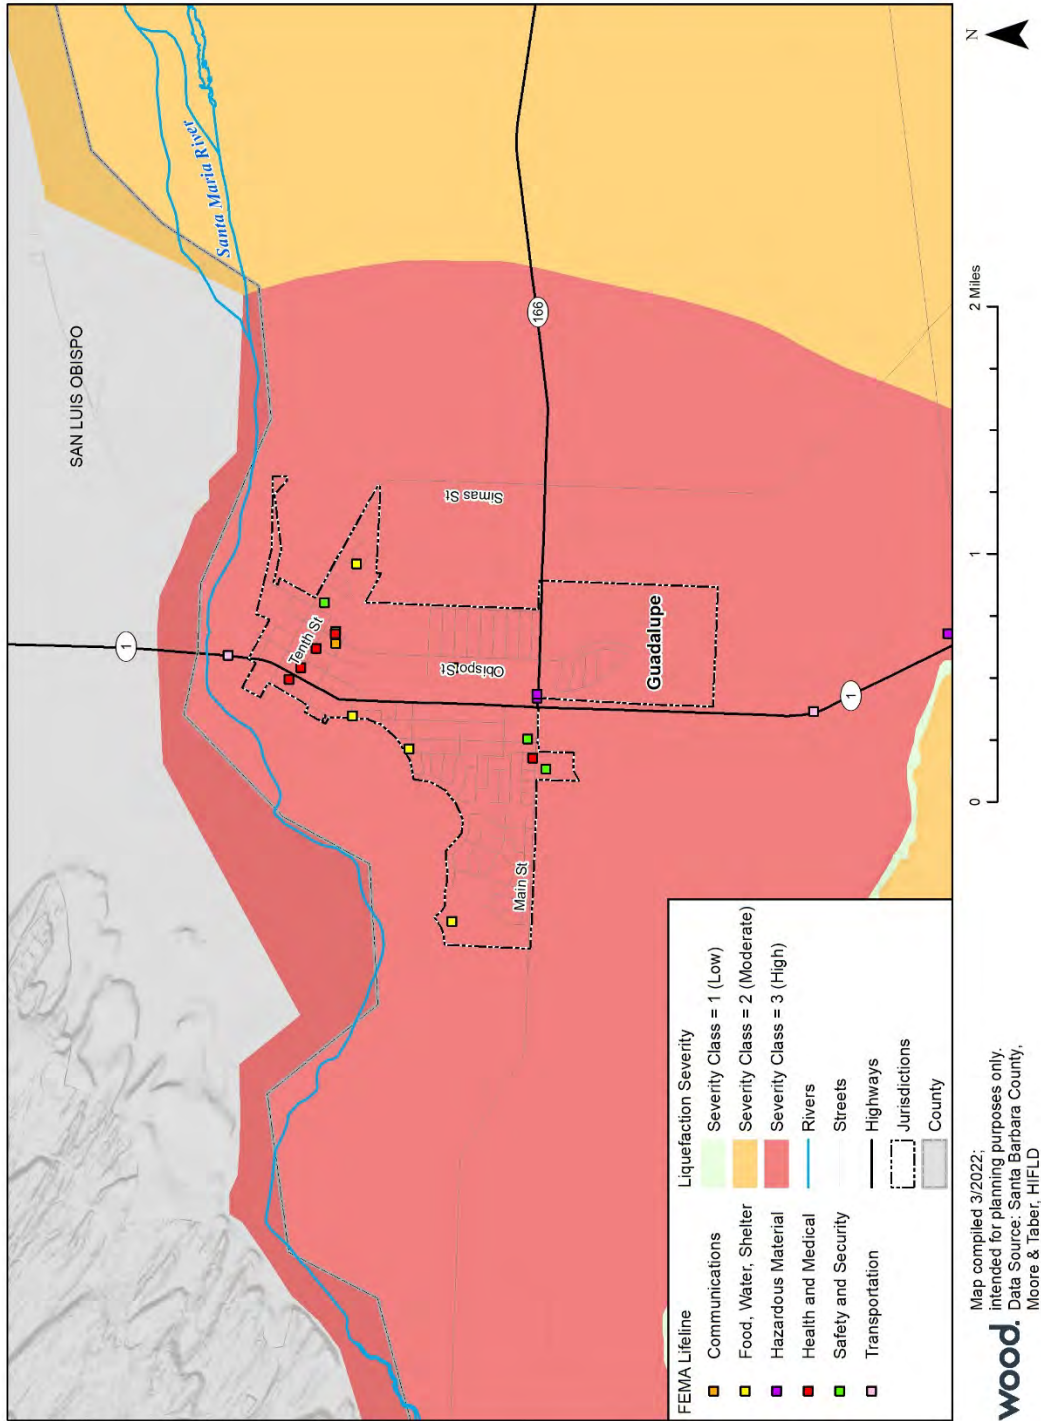 SAN LUIS OBISPO
Santa Maria River
1
Tenth St
Simas St
Obispo St
166
Guadalupe
Main St
1
FEMA Lifeline
Communications
Food, Water, Shelter
Hazardous Material
Health and Medical
Safety and Security
Transportation
Liquefaction Severity
Severity Class = 1 (Low)
Severity Class = 2 (Moderate)
Severity Class = 3 (High)
Rivers
Streets
Highways
Jurisdictions
County
wood.
Map compiled 3/2022;
intended for planning purposes only.
Data Source: Santa Barbara County,
Moore & Taber, HIFLD
0
1
2 Miles
N